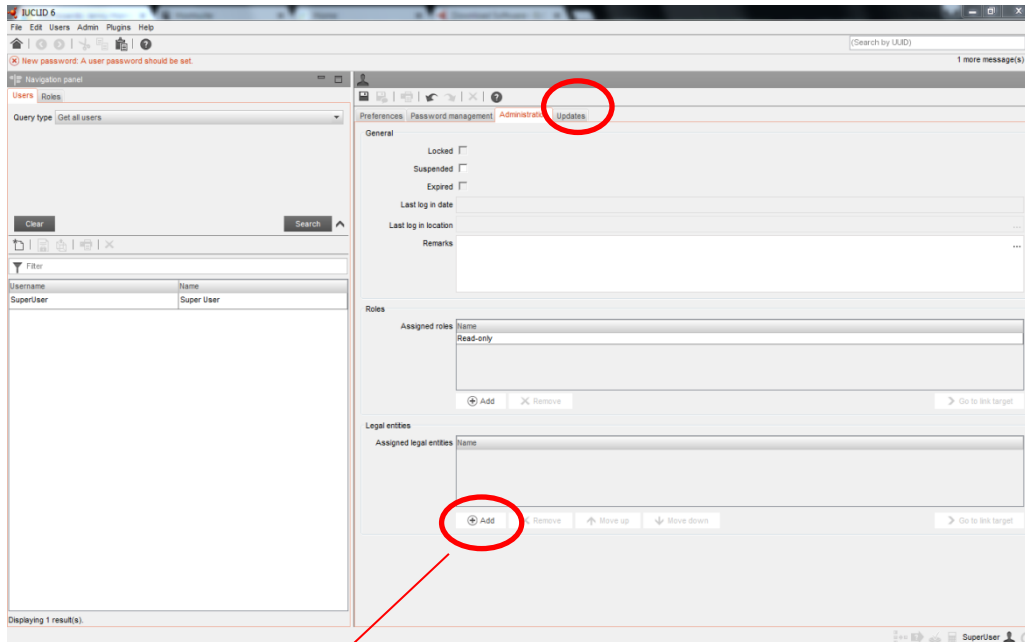 IUCLID 6
File Edit Users Admin Plugins Help
(Search by UUID)
New password: A user password should be set.
1 more message(s)
Navigation panel
Users Roles
Query type Get all users
Clear Search
Filter
Username Name
SuperUser Super User
Displaying 1 result(s).
Preferences Password management Administration Updates
General
Locked
Suspended
Expired
Last log in date
Last log in location ...
Remarks ...
Roles
Assigned roles Name
Read-only
Add Remove Go to link target
Legal entities
Assigned legal entities Name
Add Remove Move up Move down Go to link target
SuperUser